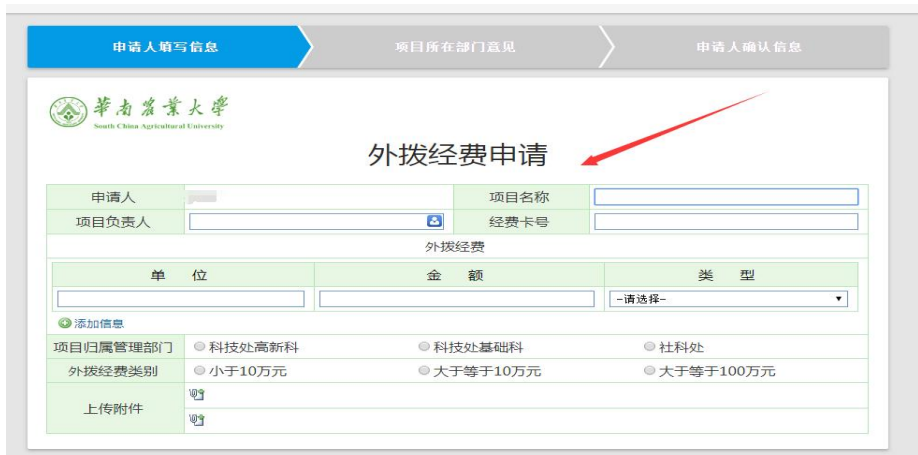 申请人填写信息 项目所在部门意见 申请人确认信息
華南農業大學
South China Agricultural University
外拨经费申请
申请人 项目名称
项目负责人 经费卡号
外拨经费
单 位 金 额 类 型
-请选择-
添加信息
项目归属管理部门 科技处高新科 科技处基础科 社科处
外拨经费类别 小于10万元 大于等于10万元 大于等于100万元
上传附件